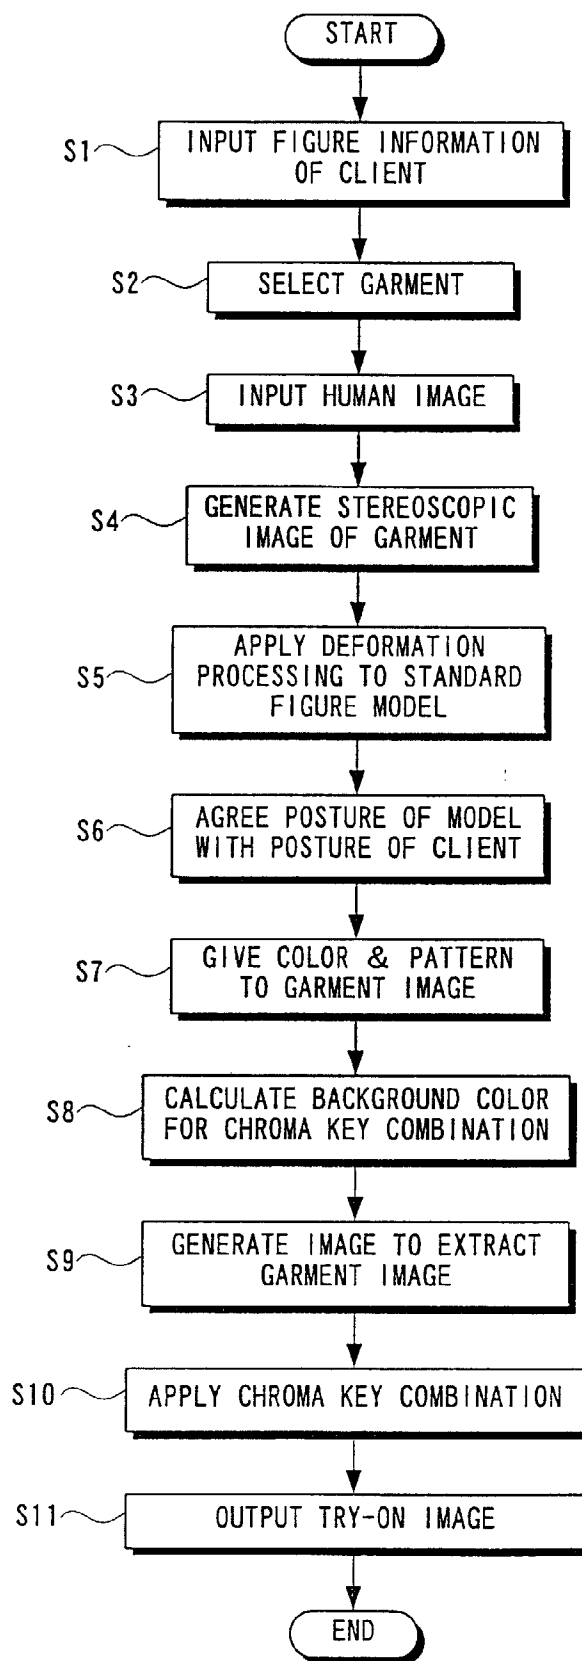 START
S1
INPUT FIGURE INFORMATION
OF CLIENT
S2
SELECT GARMENT
S3
INPUT HUMAN IMAGE
S4
GENERATE STEREOSCOPIC
IMAGE OF GARMENT
S5
APPLY DEFORMATION
PROCESSING TO STANDARD
FIGURE MODEL
S6
AGREE POSTURE OF MODEL
WITH POSTURE OF CLIENT
S7
GIVE COLOR & PATTERN
TO GARMENT IMAGE
S8
CALCULATE BACKGROUND COLOR
FOR CHROMA KEY COMBINATION
S9
GENERATE IMAGE TO EXTRACT
GARMENT IMAGE
S10
APPLY CHROMA KEY COMBINATION
S11
OUTPUT TRY-ON IMAGE
END